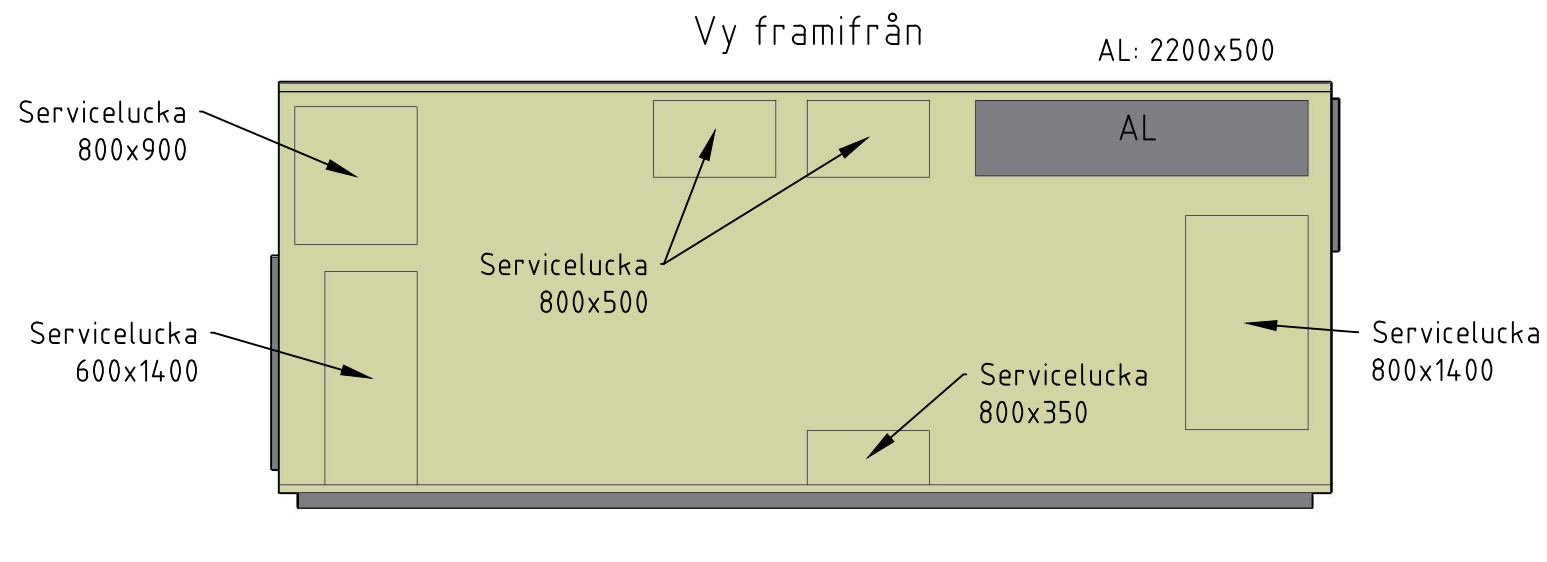 Vy framifrån
AL: 2200x500
Servicelucka
800x900
AL
Servicelucka
800x500
Servicelucka
600x1400
Servicelucka
800x1400
Servicelucka
800x350